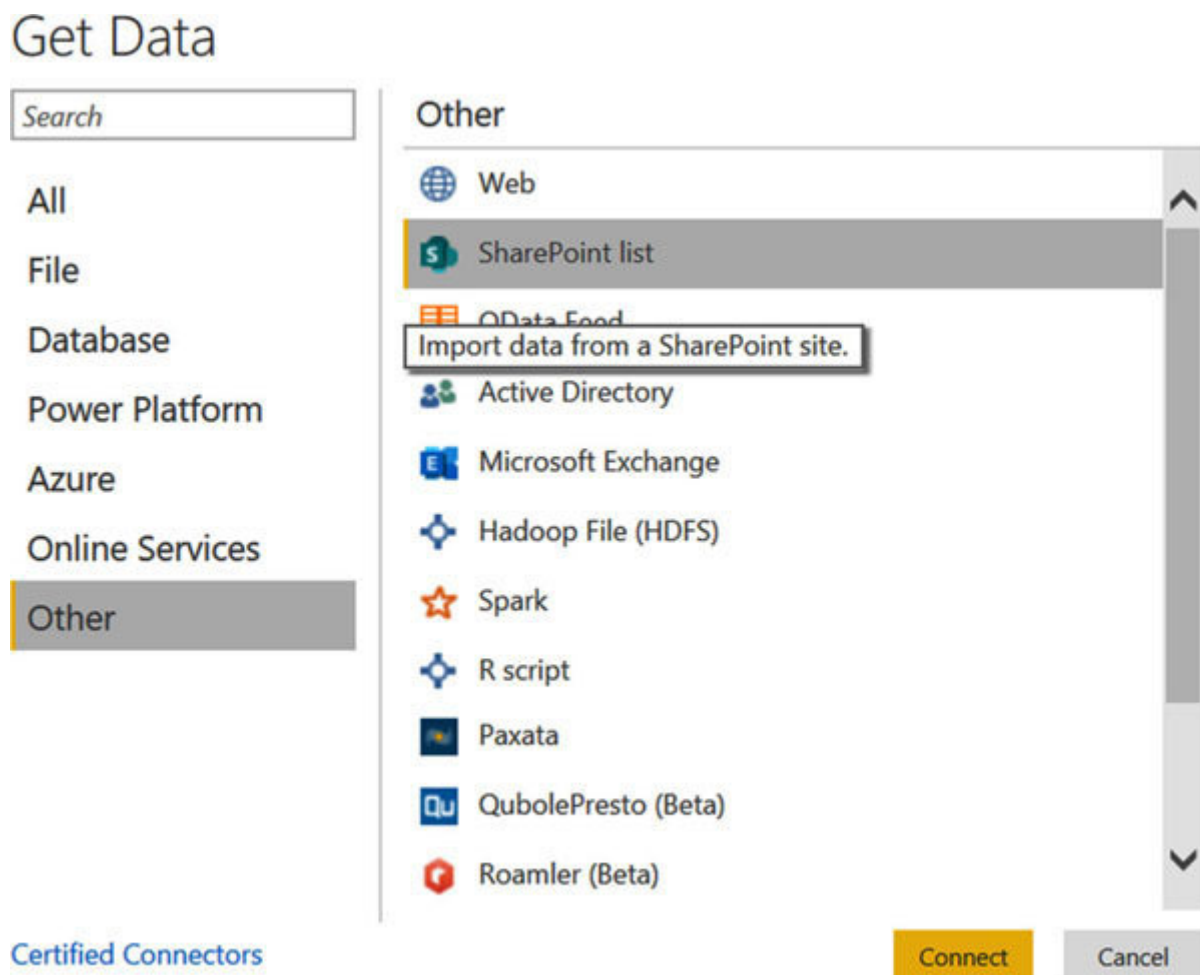 Get Data
Search
All
File
Database
Power Platform
Azure
Online Services
Other
Other
Web
SharePoint list
OData Feed
Import data from a SharePoint site.
Active Directory
Microsoft Exchange
Hadoop File (HDFS)
Spark
R script
Paxata
QubolePresto (Beta)
Roamler (Beta)
Certified Connectors
Connect
Cancel